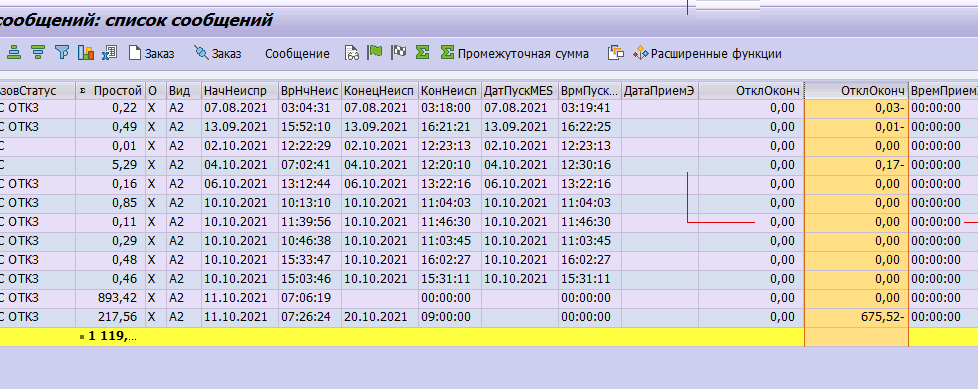 сообщений: список сообщений
Заказ Заказ Сообщение Промежуточная сумма Расширенные функции
зовСтатус Простой О Вид НачНеиспр ВрНчНеис КонецНеисп КонНеисп ДатПускMES ВрмПуск... ДатаПриемЭ ОтклОконч ОтклОконч ВремПриемЭ
С ОТКЗ 0,22 X A2 07.08.2021 03:04:31 07.08.2021 03:18:00 07.08.2021 03:19:41 0,00 0,03- 00:00:00
С ОТКЗ 0,49 X A2 13.09.2021 15:52:10 13.09.2021 16:21:21 13.09.2021 16:22:25 0,00 0,01- 00:00:00
С 0,01 X A2 02.10.2021 12:22:29 02.10.2021 12:23:13 02.10.2021 12:23:13 0,00 0,00 00:00:00
С 5,29 X A2 04.10.2021 07:02:41 04.10.2021 12:20:10 04.10.2021 12:30:16 0,00 0,17- 00:00:00
С ОТКЗ 0,16 X A2 06.10.2021 13:12:44 06.10.2021 13:22:16 06.10.2021 13:22:16 0,00 0,00 00:00:00
С ОТКЗ 0,85 X A2 10.10.2021 10:13:10 10.10.2021 11:04:03 10.10.2021 11:04:03 0,00 0,00 00:00:00
С ОТКЗ 0,11 X A2 10.10.2021 11:39:56 10.10.2021 11:46:30 10.10.2021 11:46:30 0,00 0,00 00:00:00
С ОТКЗ 0,29 X A2 10.10.2021 10:46:38 10.10.2021 11:03:45 10.10.2021 11:03:45 0,00 0,00 00:00:00
С ОТКЗ 0,48 X A2 10.10.2021 15:33:47 10.10.2021 16:02:27 10.10.2021 16:02:27 0,00 0,00 00:00:00
С ОТКЗ 0,46 X A2 10.10.2021 15:03:46 10.10.2021 15:31:11 10.10.2021 15:31:11 0,00 0,00 00:00:00
С ОТКЗ 893,42 X A2 11.10.2021 07:06:19 00:00:00 00:00:00 0,00 0,00 00:00:00
С ОТКЗ 217,56 X A2 11.10.2021 07:26:24 20.10.2021 09:00:00 00:00:00 0,00 675,52- 00:00:00
1 119,...